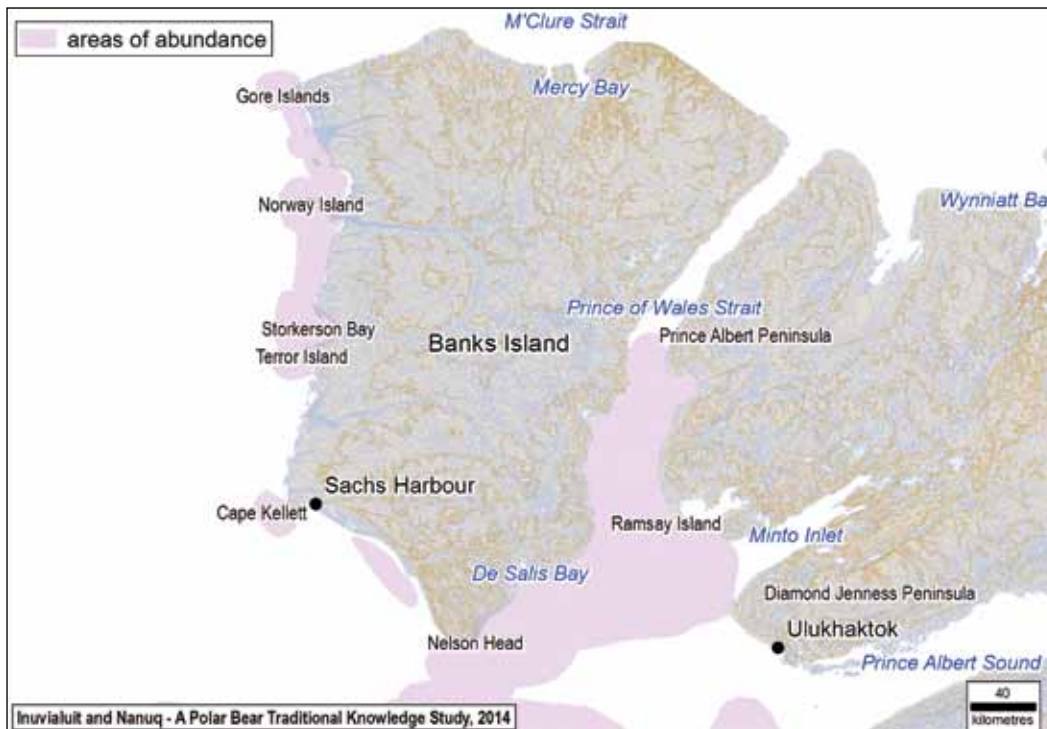 M'Clure Strait
areas of abundance
Mercy Bay
Gore Islands
Norway Island
Wynniatt Ba
Prince of Wales Strait
Storkerson Bay
Banks Island
Prince Albert Peninsula
Terror Island
Sachs Harbour
Cape Kellett
Ramsay Island
Minto Inlet
De Salis Bay
Diamond Jenness Peninsula
Ulukhaktok
Nelson Head
Prince Albert Sound
40
kilometres
Inuvialuit and Nanuq - A Polar Bear Traditional Knowledge Study, 2014